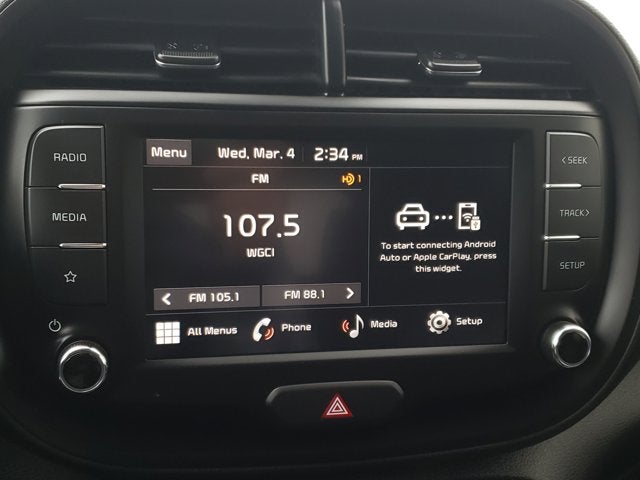 RADIO
MEDIA
Menu Wed, Mar. 4 2:34 PM
FM HD 1
107.5
WGCI
FM 105.1 FM 88.1
To start connecting Android
Auto or Apple CarPlay, press
this widget.
All Menus Phone Media Setup
< SEEK
TRACK >
SETUP